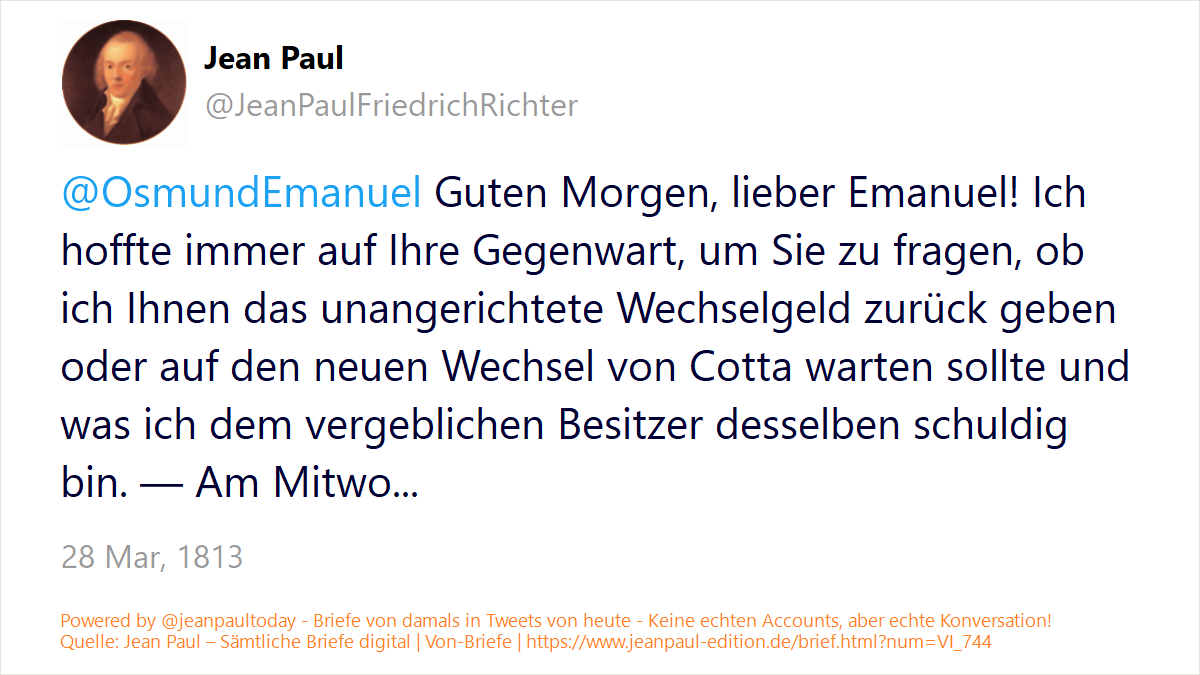 Jean Paul
@JeanPaulFriedrichRichter
@OsmundEmanuel Guten Morgen, lieber Emanuel! Ich
hoffte immer auf Ihre Gegenwart, um Sie zu fragen, ob
ich Ihnen das unangerichtete Wechselgeld zurück geben
oder auf den neuen Wechsel von Cotta warten sollte und
was ich dem vergeblichen Besitzer desselben schuldig
bin. — Am Mitwo...
28 Mar, 1813
Powered by @jeanpaultoday - Briefe von damals in Tweets von heute - Keine echten Accounts, aber echte Konversation!
Quelle: Jean Paul – Sämtliche Briefe digital | Von-Briefe | https://www.jeanpaul-edition.de/brief.html?num=VI_744